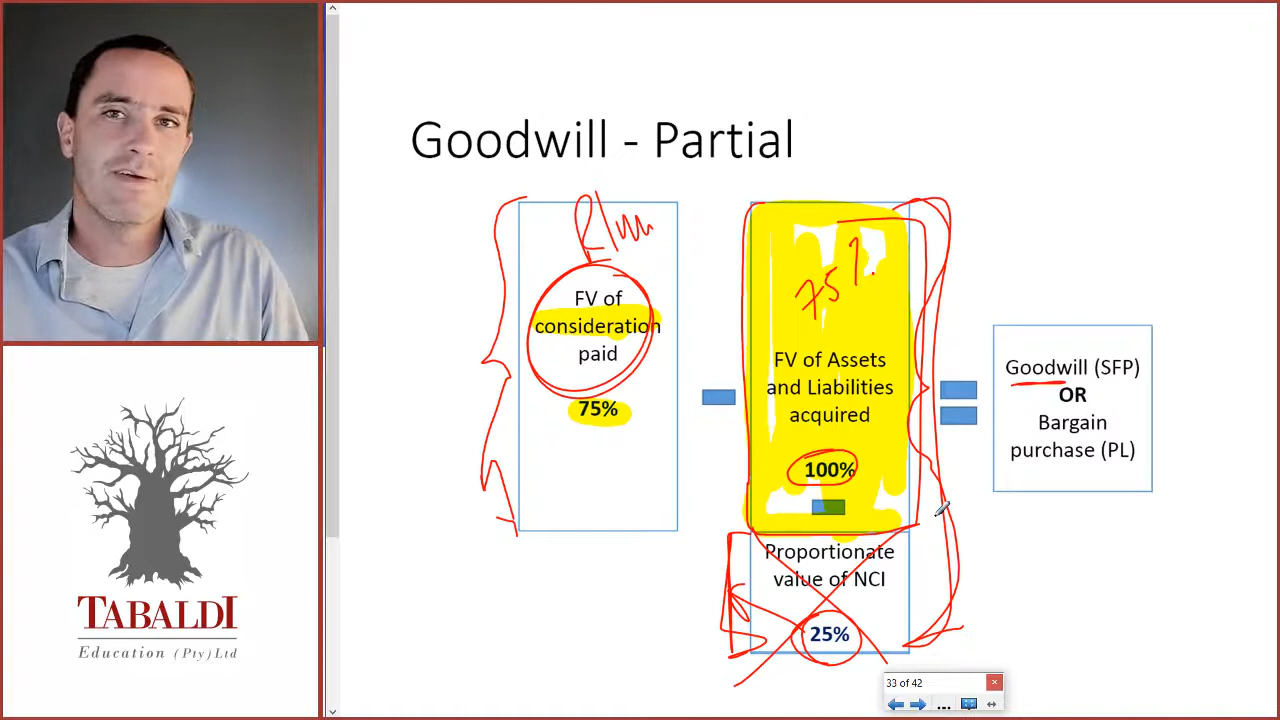 Goodwill - Partial
FV of
consideration
paid
75%
75%
FV of Assets
and Liabilities
acquired
100%
Proportionate
value of NCI
25%
Goodwill (SFP)
OR
Bargain
purchase (PL)
TABALDI
Education (Pty) Ltd
33 of 42